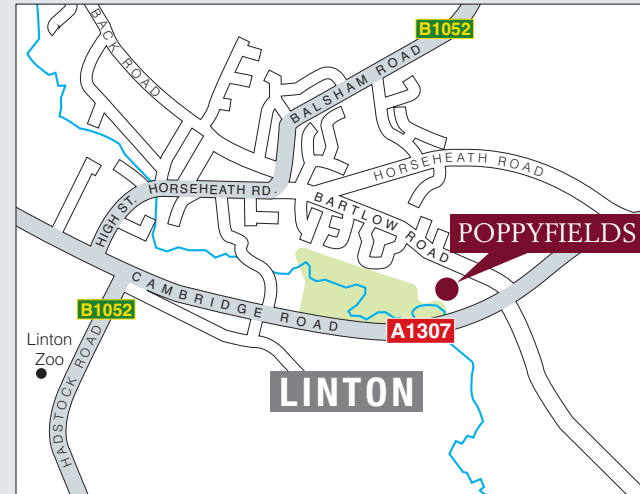 B1052
BACK ROAD
BALSHAM ROAD
HORSEHEATH ROAD
HORSEHEATH RD.
BARTLOW ROAD
HIGH ST.
POPPYFIELDS
CAMBRIDGE ROAD
B1052
A1307
Linton
Zoo
LINTON
HADSTOCK ROAD